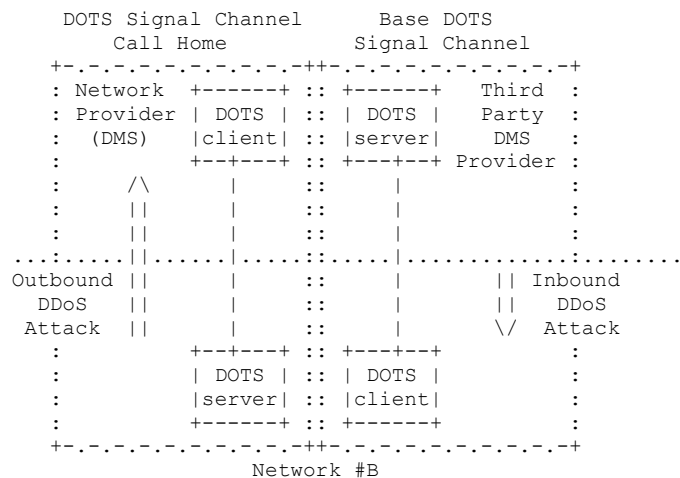 DOTS Signal Channel Base DOTS
Call Home Signal Channel
+-.-.-.-.-.-.-.-.-++-.-.-.-.-.-.-.-.-+
: Network +------+ :: +------+ Third :
: Provider | DOTS | :: | DOTS | Party :
: (DMS) |client| :: |server| DMS :
: +--+---+ :: +--+---+ Provider :
: /\ | :: | :
: || | :: | :
: || | :: | :
...:.....||......|.....::.....|.............:........
Outbound || | :: | || Inbound
DDoS || | :: | || DDoS
Attack || | :: | \/ Attack
: +--+---+ :: +--+---+ :
: | DOTS | :: | DOTS | :
: |server| :: |client| :
: +------+ :: +------+ :
+-.-.-.-.-.-.-.-.-++-.-.-.-.-.-.-.-.-+
Network #B